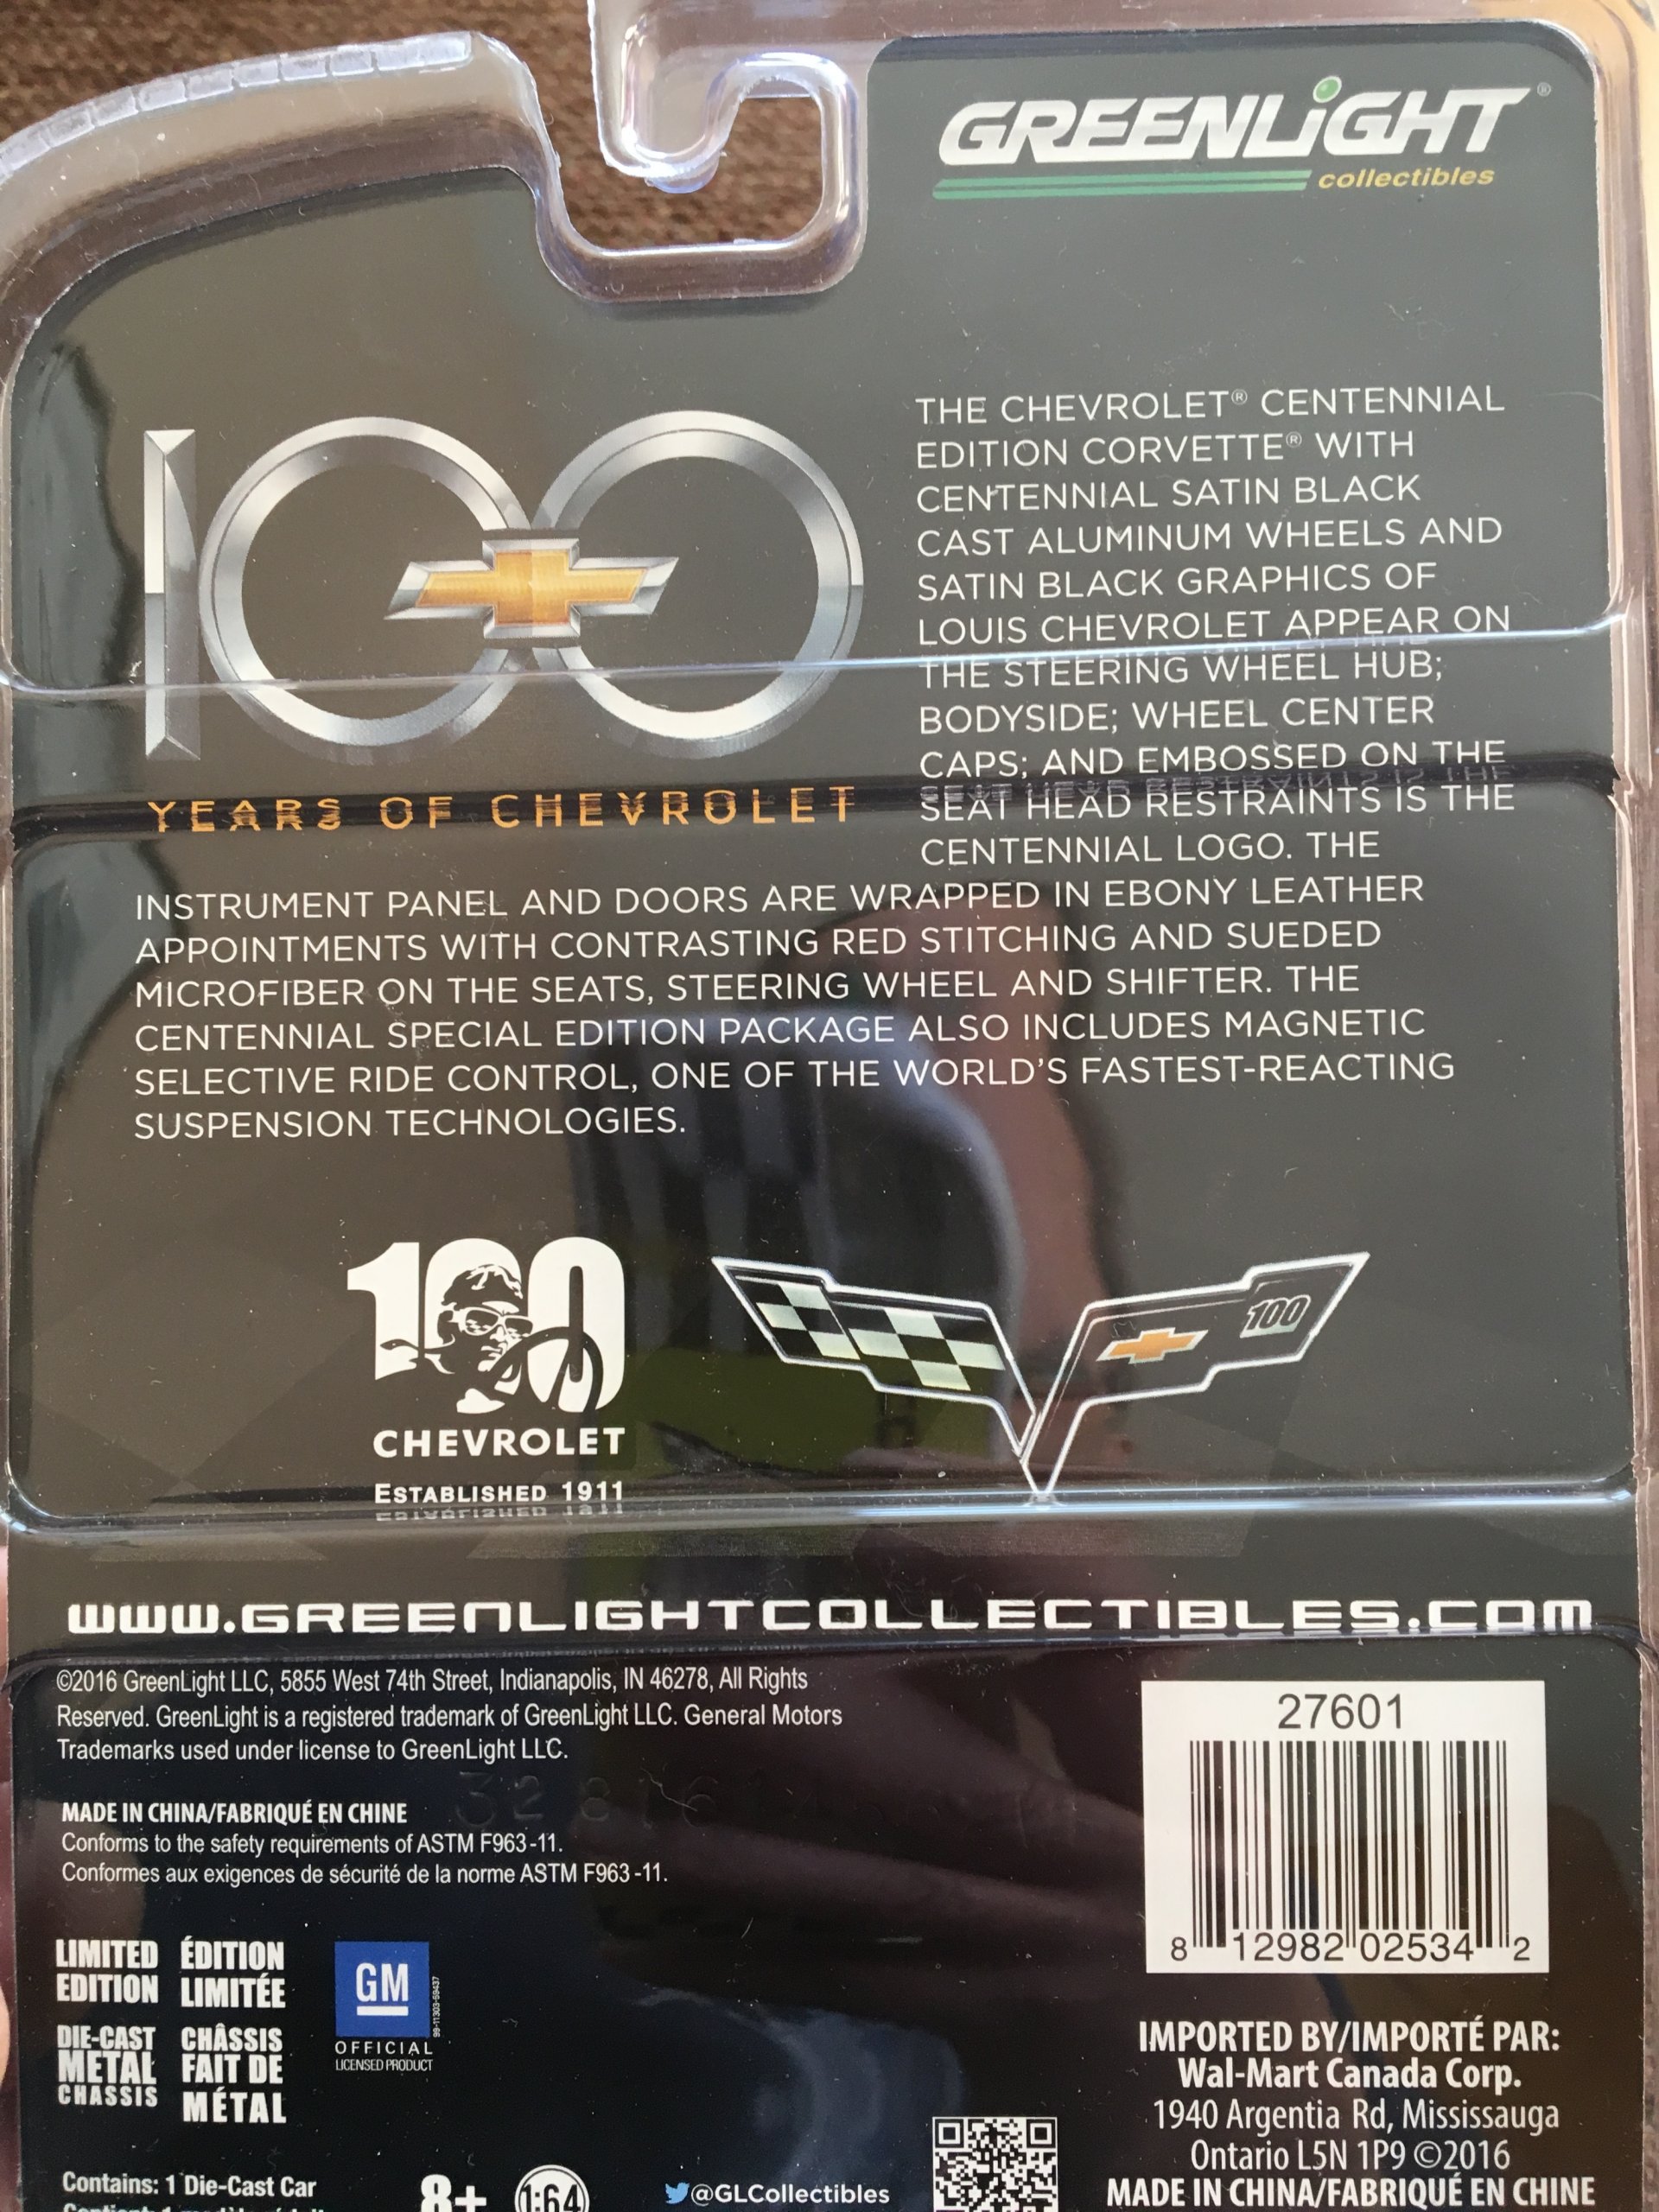 GREENLiGHT®
collectibles
100
YEARS OF CHEVROLET
THE CHEVROLET® CENTENNIAL
EDITION CORVETTE® WITH
CENTENNIAL SATIN BLACK
CAST ALUMINUM WHEELS AND
SATIN BLACK GRAPHICS OF
LOUIS CHEVROLET APPEAR ON
THE STEERING WHEEL HUB;
BODYSIDE; WHEEL CENTER
CAPS; AND EMBOSSED ON THE
SEAT HEAD RESTRAINTS IS THE
CENTENNIAL LOGO. THE
INSTRUMENT PANEL AND DOORS ARE WRAPPED IN EBONY LEATHER
APPOINTMENTS WITH CONTRASTING RED STITCHING AND SUEDED
MICROFIBER ON THE SEATS, STEERING WHEEL AND SHIFTER. THE
CENTENNIAL SPECIAL EDITION PACKAGE ALSO INCLUDES MAGNETIC
SELECTIVE RIDE CONTROL, ONE OF THE WORLD'S FASTEST-REACTING
SUSPENSION TECHNOLOGIES.
100
CHEVROLET
ESTABLISHED 1911
100
WWW.GREENLIGHTCOLLECTIBLES.COM
©2016 GreenLight LLC, 5855 West 74th Street, Indianapolis, IN 46278, All Rights
Reserved. GreenLight is a registered trademark of GreenLight LLC. General Motors
Trademarks used under license to GreenLight LLC.
32816
MADE IN CHINA/FABRIQUÉ EN CHINE
Conforms to the safety requirements of ASTM F963-11.
Conformes aux exigences de sécurité de la norme ASTM F963-11.
LIMITED EDITION
ÉDITION LIMITÉE
DIE-CAST METAL CHASSIS
CHÂSSIS FAIT DE MÉTAL
GM
OFFICIAL
LICENSED PRODUCT
99-11303-59437
27601
8 12982 02534 2
IMPORTED BY/IMPORTÉ PAR:
Wal-Mart Canada Corp.
1940 Argentia Rd, Mississauga
Ontario L5N 1P9 ©2016
MADE IN CHINA/FABRIQUÉ EN CHINE
Contains: 1 Die-Cast Car
8+
1:64
@GLCollectibles